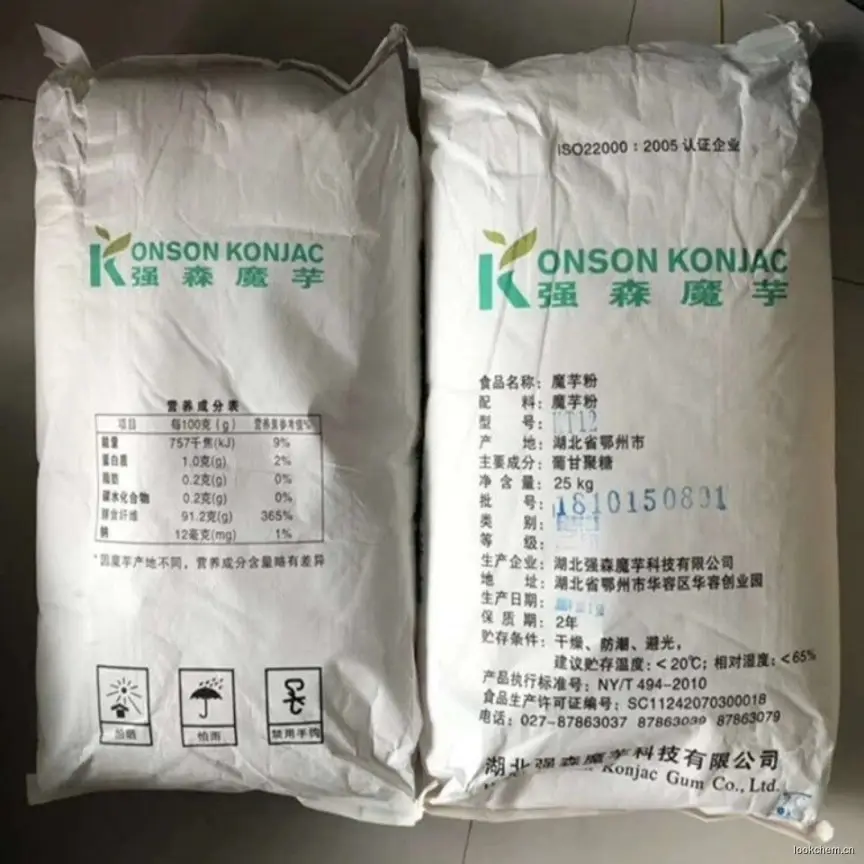 ONSON KONJAC
强森魔芋
营养成分表
项目 每100克(g) 营养素参考值%
能量 757千焦(kJ) 9%
蛋白质 1.0克(g) 2%
脂肪 0.2克(g) 0%
碳水化合物 0.2克(g) 0%
膳食纤维 91.2克(g) 365%
钠 12毫克(mg) 1%
*因魔芋产地不同，营养成分含量略有差异
怕晒
怕雨
禁用手钩
ISO22000：2005 认证企业
KONSON KONJAC
强森魔芋
食品名称：魔芋粉
配 料：魔芋粉
型 号：KT12
产 地：湖北省鄂州市
主要成分：葡甘聚糖
净 含 量：25 kg
批 号：1810150801
类 别：
等 级：
生产企业：湖北强森魔芋科技有限公司
地 址：湖北省鄂州市华容区华容创业园
生产日期：
保 质 期：2年
贮存条件：干燥、防潮、避光，
建议贮存温度：<20℃；相对湿度：<65%
产品执行标准号：NY/T 494-2010
食品生产许可证编号：SC11242070300018
电话：027-87863037 87863039 87863079
湖北强森魔芋科技有限公司
Konjac Gum Co., Ltd.
lookchem.cn